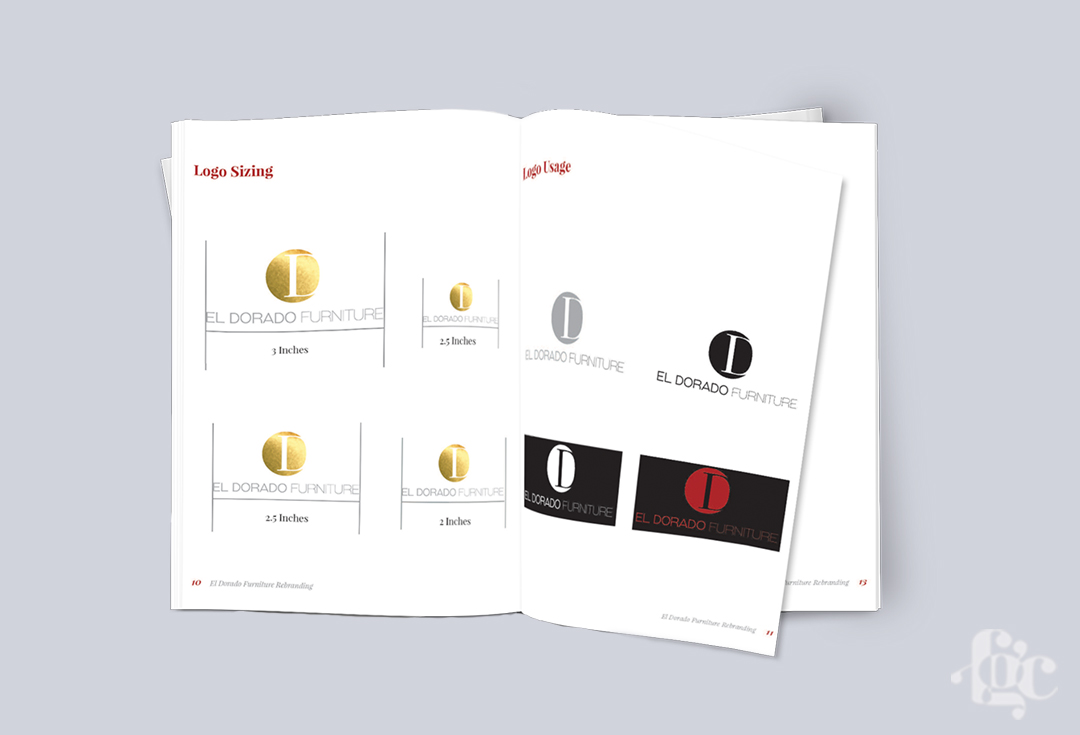 Logo Sizing
D
EL DORADO FURNITURE
3 Inches
D
EL DORADO FURNITURE
2.5 Inches
D
EL DORADO FURNITURE
2.5 Inches
D
EL DORADO FURNITURE
2 Inches
10 El Dorado Furniture Rebranding
Logo Usage
D
EL DORADO FURNITURE
D
EL DORADO FURNITURE
D
EL DORADO FURNITURE
D
EL DORADO FURNITURE
El Dorado Furniture Rebranding 11
Furniture Rebranding 13
fgc